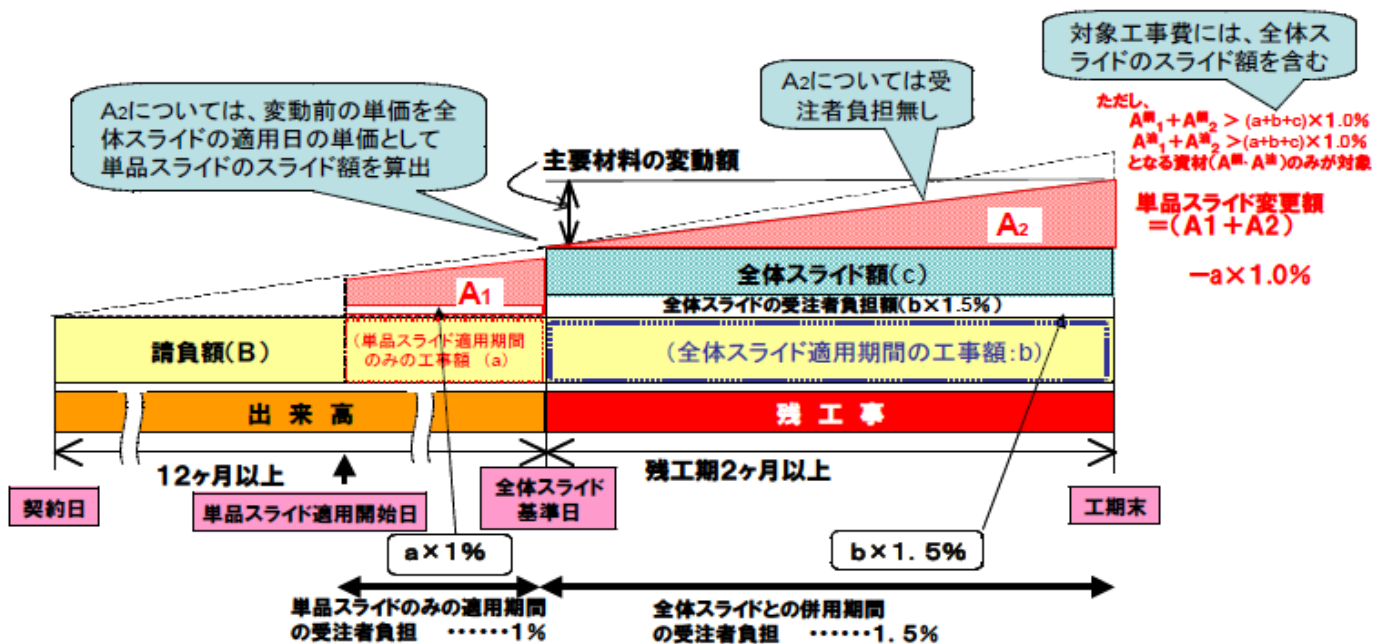 対象工事費には、全体ス
ライドのスライド額を含む
A2については受
注者負担無し
A2については、変動前の単価を全
体スライドの適用日の単価として
単品スライドのスライド額を算出
ただし、
A鋼1+A鋼2 > (a+b+c)×1.0%
A油1+A油2 >(a+b+c)×1.0%
となる資材(A鋼、A油)のみが対象
主要材料の変動額
単品スライド変更額
=(A1+A2)
-a×1.0%
A2
A1
全体スライド額(c)
全体スライドの受注者負担額(b×1.5%)
請負額(B)
(単品スライド適用期間
のみの工事額 (a)
(全体スライド適用期間の工事額:b)
出 来 高
残 工 事
12ヶ月以上
残工期2ヶ月以上
契約日
単品スライド適用開始日
全体スライド
基準日
工期末
a×1%
b×1.5%
単品スライドのみの適用期間
の受注者負担 ……1%
全体スライドとの併用期間
の受注者負担 ……1.5%